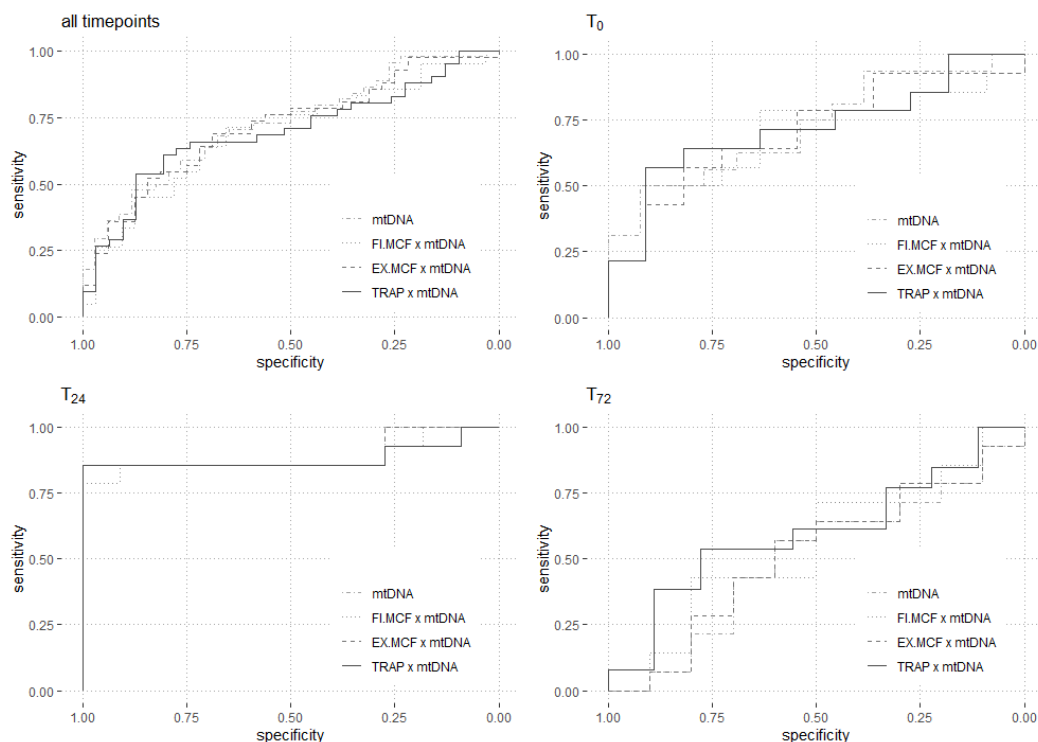 all timepoints
1.00
0.75
0.50
0.25
0.00
sensitivity
mtDNA
FI.MCF x mtDNA
EX.MCF x mtDNA
TRAP x mtDNA
1.00 0.75 0.50 0.25 0.00
specificity
T0
1.00
0.75
0.50
0.25
0.00
sensitivity
mtDNA
FI.MCF x mtDNA
EX.MCF x mtDNA
TRAP x mtDNA
1.00 0.75 0.50 0.25 0.00
specificity
T24
1.00
0.75
0.50
0.25
0.00
sensitivity
mtDNA
FI.MCF x mtDNA
EX.MCF x mtDNA
TRAP x mtDNA
1.00 0.75 0.50 0.25 0.00
specificity
T72
1.00
0.75
0.50
0.25
0.00
sensitivity
mtDNA
FI.MCF x mtDNA
EX.MCF x mtDNA
TRAP x mtDNA
1.00 0.75 0.50 0.25 0.00
specificity